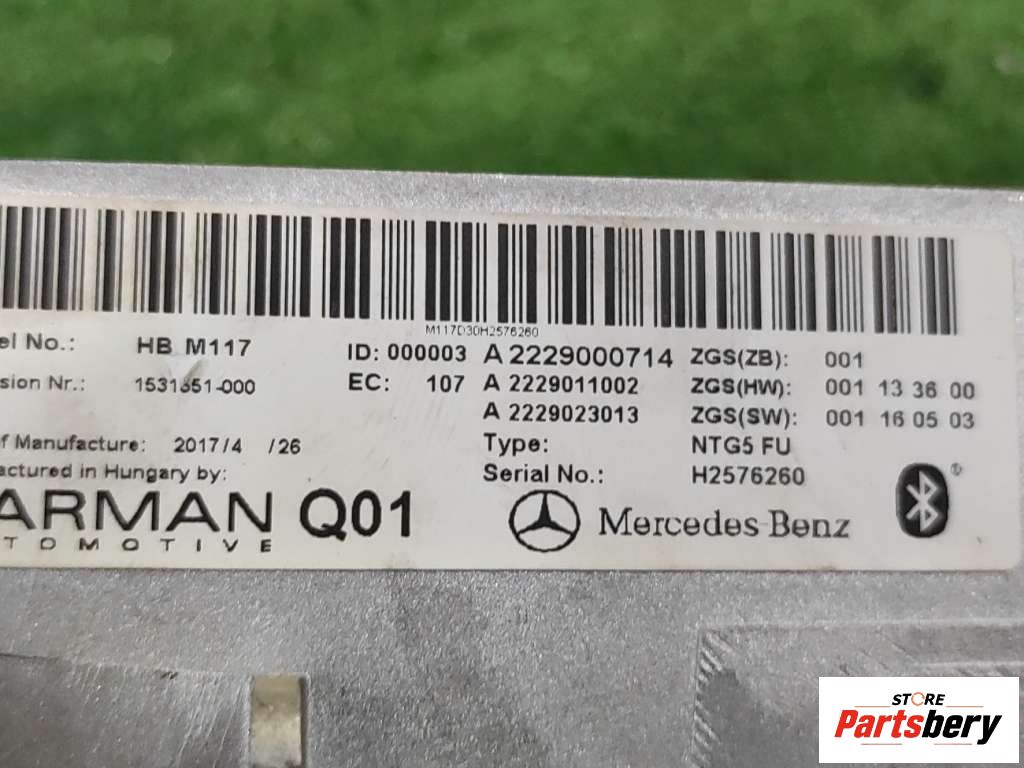 M117D30H2576260
el No.: HB M117 ID: 000003 A 2229000714 ZGS(ZB): 001
sion Nr.: 1531651-000 EC: 107 A 2229011002 ZGS(HW): 001 13 36 00
A 2229023013 ZGS(SW): 001 16 05 03
f Manufacture: 2017/4 /26 Type: NTG5 FU
actured in Hungary by: Serial No.: H2576260
ARMAN Q01 Mercedes-Benz ®
TOMOTIVE
STORE
Partsbery